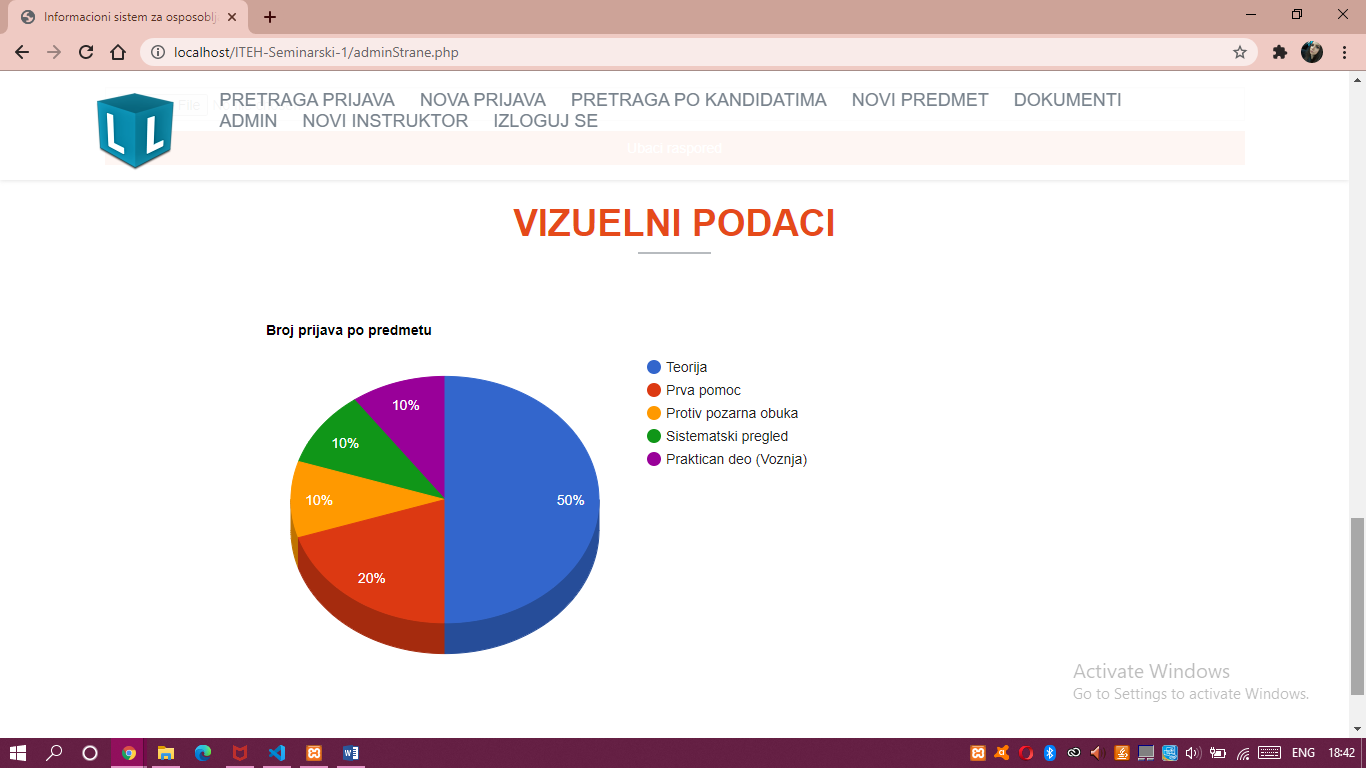 Informacioni sistem za osposoblj
localhost/ITEH-Seminarski-1/adminStrane.php
L L
File
PRETRAGA PRIJAVA NOVA PRIJAVA PRETRAGA PO KANDIDATIMA NOVI PREDMET DOKUMENTI
ADMIN NOVI INSTRUKTOR IZLOGUJ SE
Ubaci raspored
VIZUELNI PODACI
Broj prijava po predmetu
Teorija
Prva pomoc
Protiv pozarna obuka
Sistematski pregled
Praktican deo (Voznja)
10%
10%
10%
50%
20%
Activate Windows
Go to Settings to activate Windows.
ENG 18:42